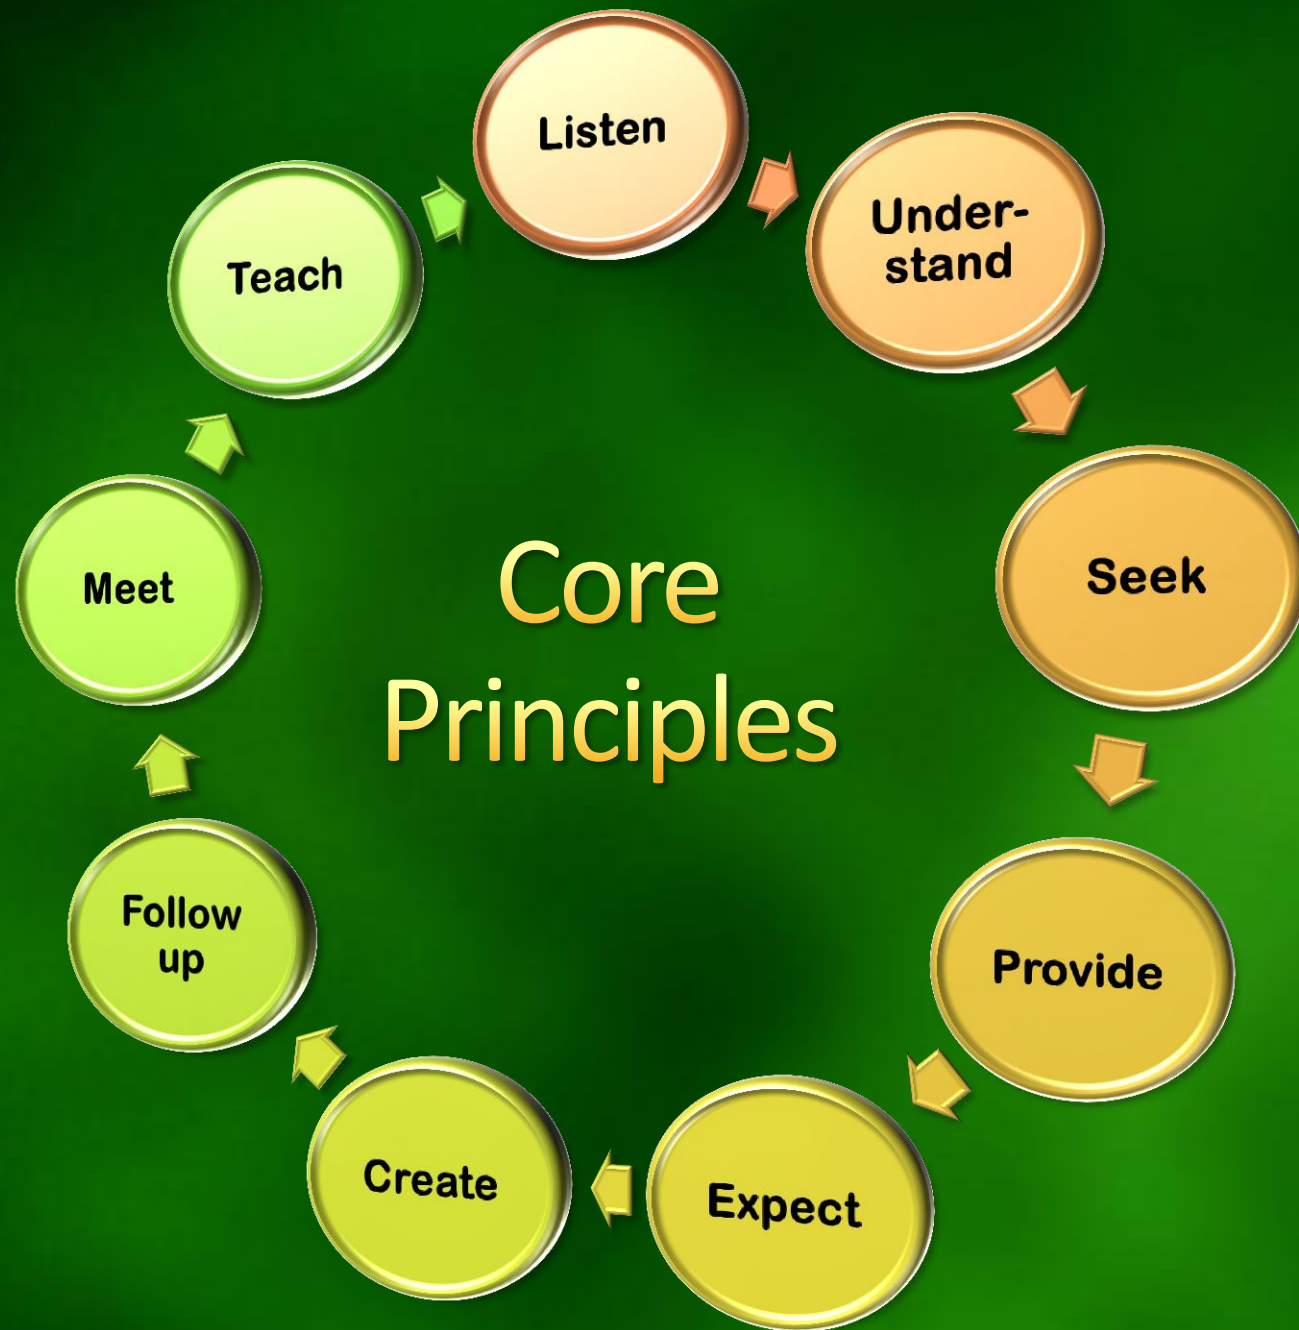 Listen
Under-
stand
Seek
Provide
Expect
Create
Follow
up
Meet
Teach
Core
Principles